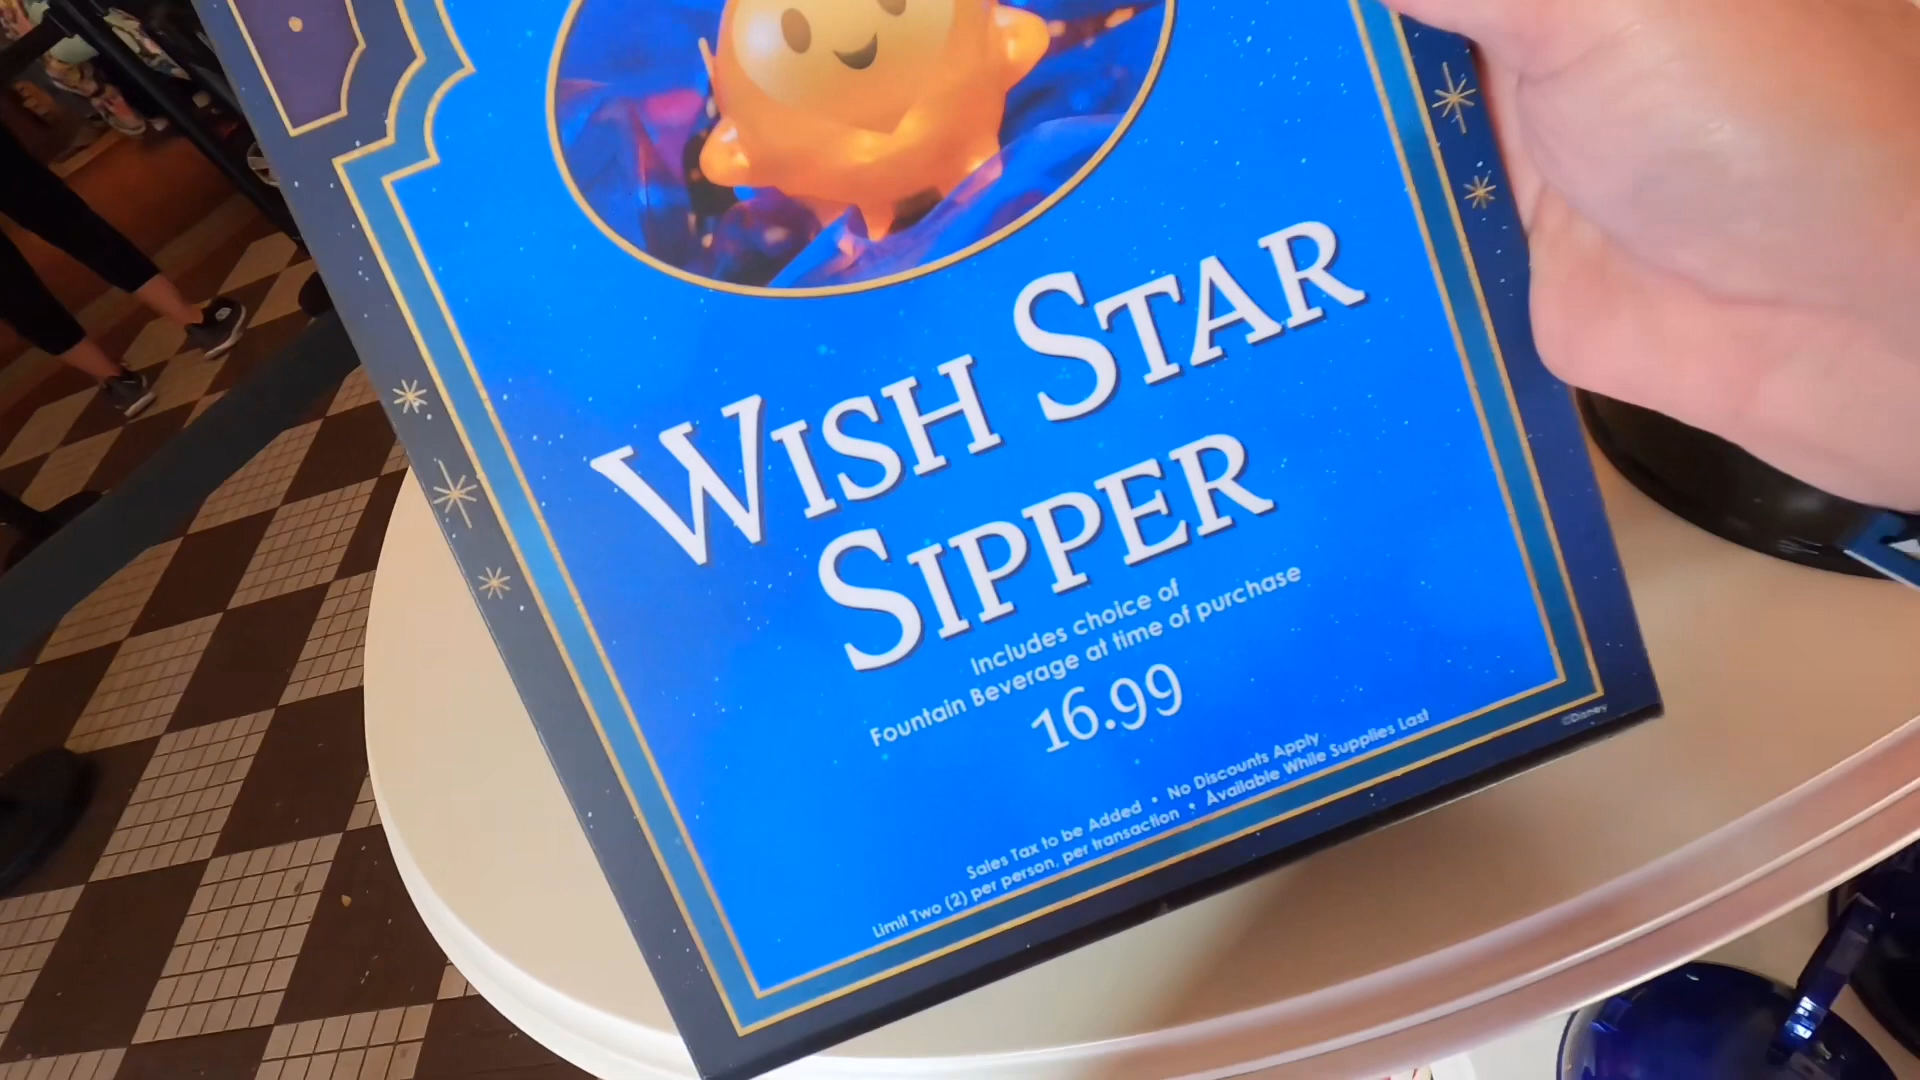 WISH STAR
SIPPER
Includes choice of
Fountain Beverage at time of purchase
16.99
Sales Tax to be Added • No Discounts Apply
Limit Two (2) per person, per transaction • Available While Supplies Last
©Disney